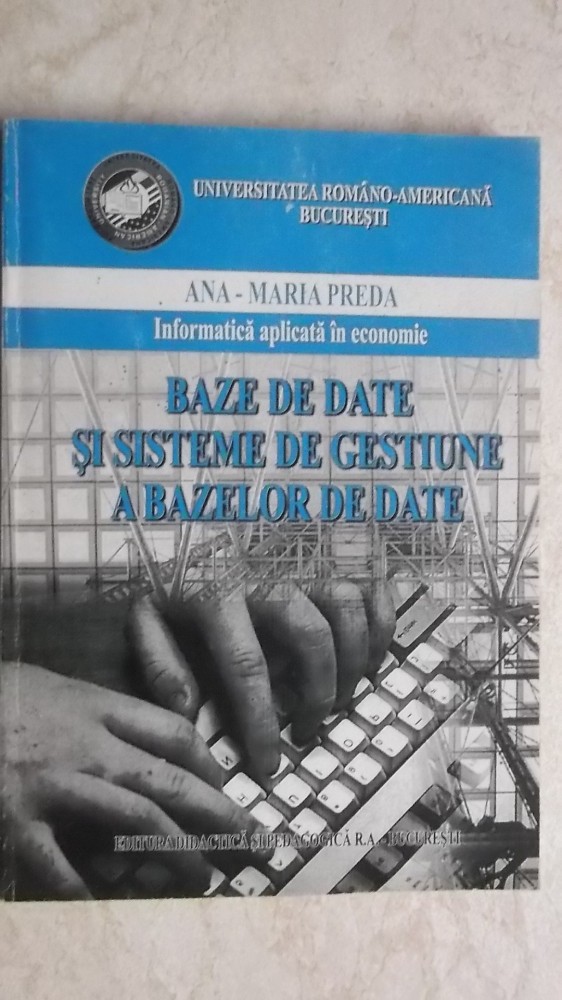 UNIVERSITATEA ROMÂNO-AMERICANĂ
BUCUREŞTI
ANA - MARIA PREDA
Informatică aplicată în economie
BAZE DE DATE
ŞI SISTEME DE GESTIUNE
A BAZELOR DE DATE
EDITURA DIDACTICĂ ŞI PEDAGOGICĂ R.A. - BUCUREŞTI